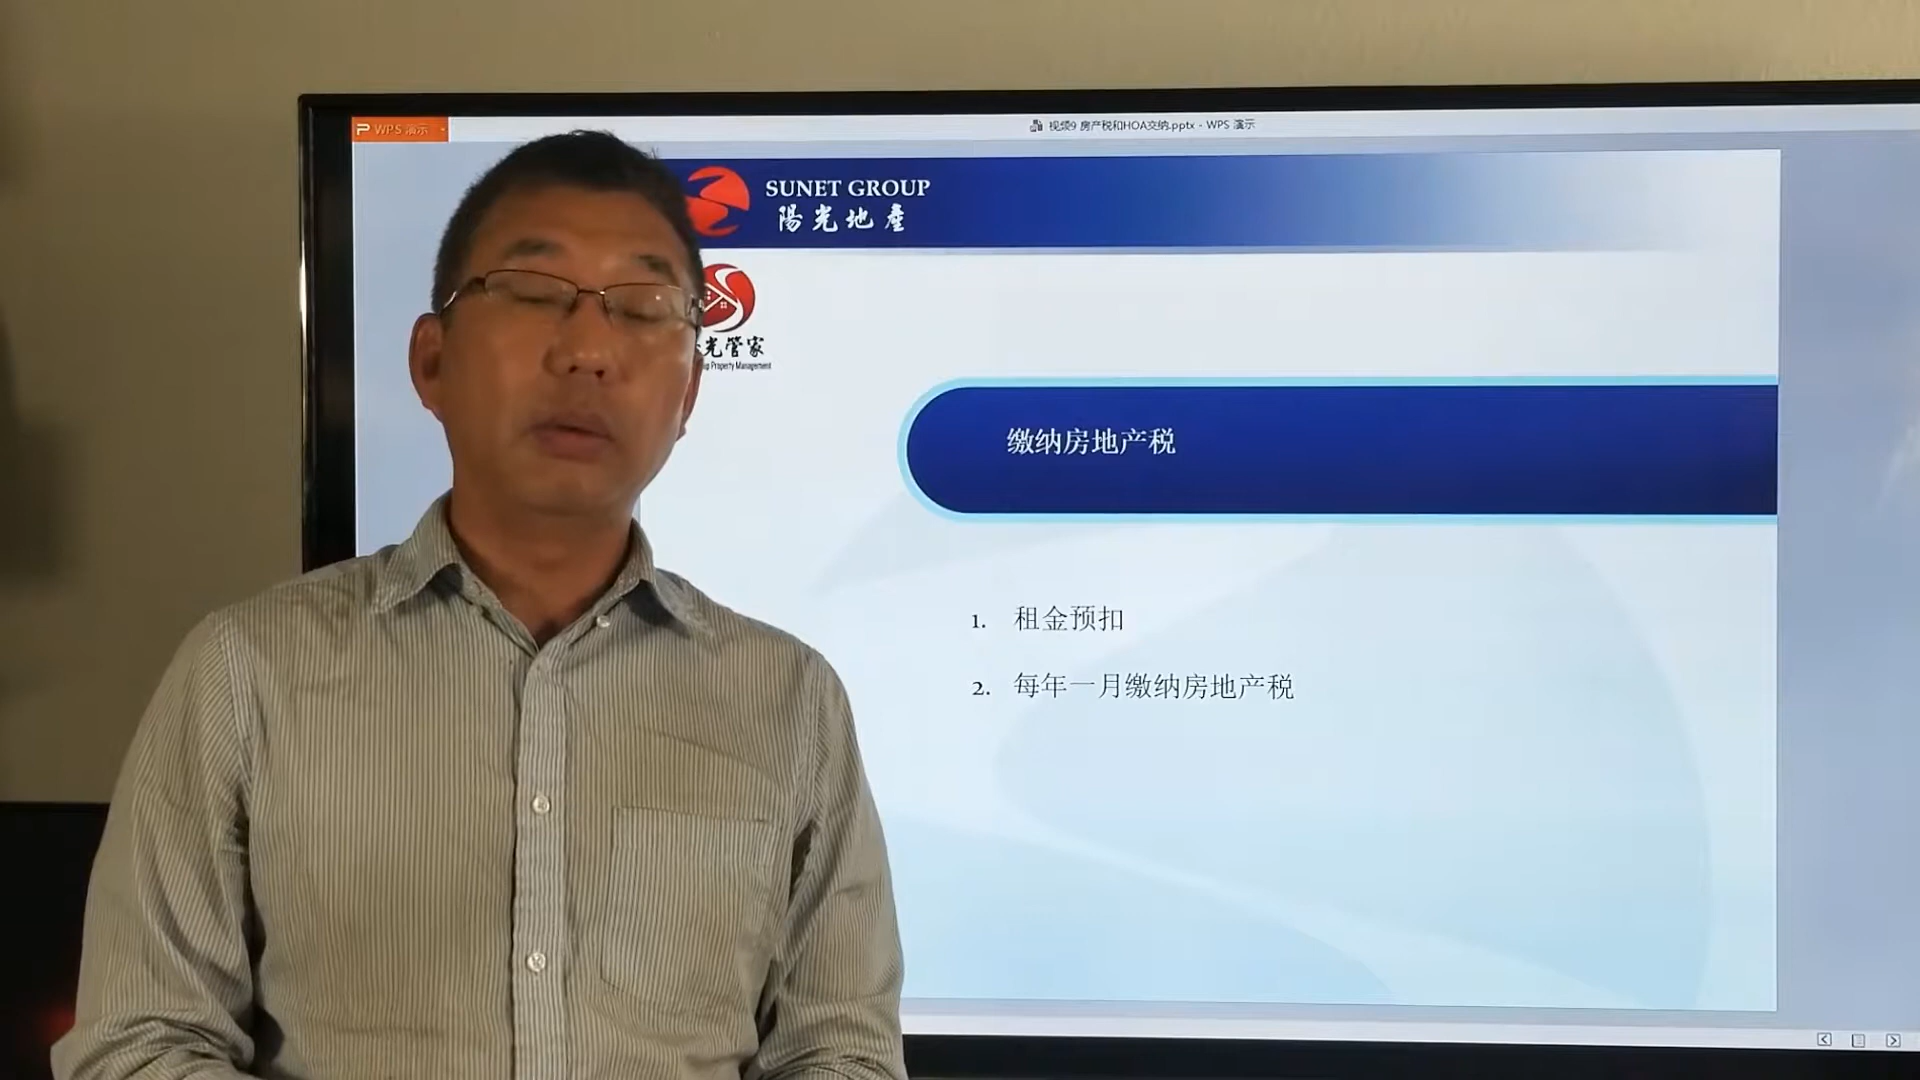 WPS 演示
视频9 房产税和HOA交纳.pptx - WPS 演示
SUNET GROUP
陽光地產
光管家
Property Management
缴纳房地产税
1. 租金预扣
2. 每年一月缴纳房地产税